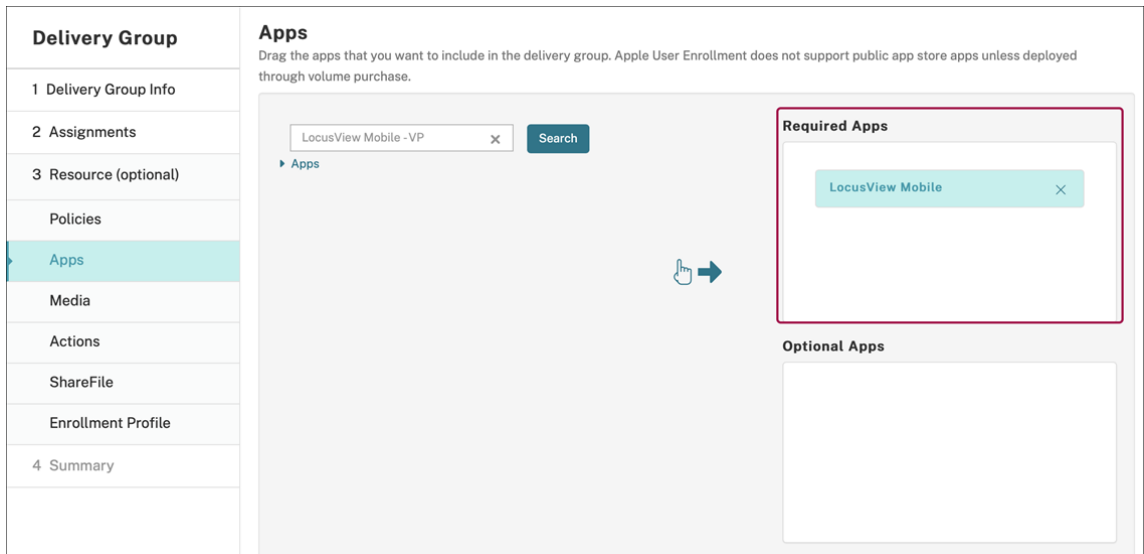 Delivery Group
1 Delivery Group Info
2 Assignments
3 Resource (optional)
Policies
Apps
Media
Actions
ShareFile
Enrollment Profile
4 Summary
Apps
Drag the apps that you want to include in the delivery group. Apple User Enrollment does not support public app store apps unless deployed
through volume purchase.
LocusView Mobile -VP
Search
Apps
Required Apps
LocusView Mobile
Optional Apps